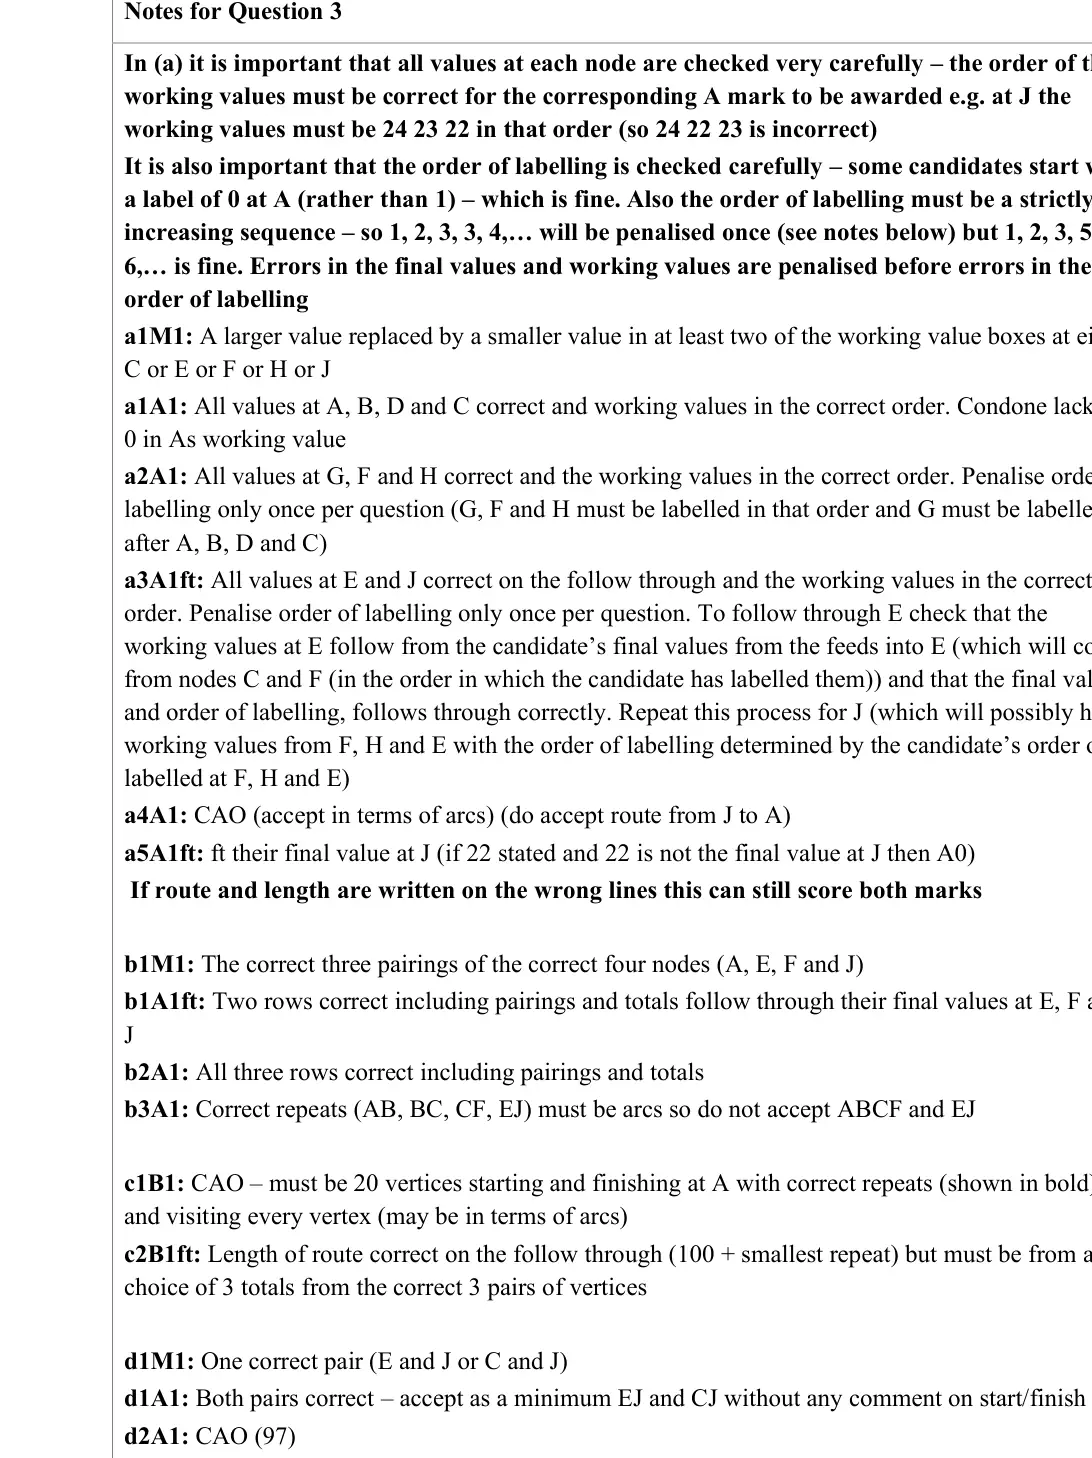 Notes for Question 3
In (a) it is important that all values at each node are checked very carefully – the order of
working values must be correct for the corresponding A mark to be awarded e.g. at J the
working values must be 24 23 22 in that order (so 24 22 23 is incorrect)
It is also important that the order of labelling is checked carefully – some candidates start
a label of 0 at A (rather than 1) – which is fine. Also the order of labelling must be a strictly
increasing sequence – so 1, 2, 3, 3, 4,… will be penalised once (see notes below) but 1, 2, 3, 5
6,… is fine. Errors in the final values and working values are penalised before errors in the
order of labelling
a1M1: A larger value replaced by a smaller value in at least two of the working value boxes at
C or E or F or H or J
a1A1: All values at A, B, D and C correct and working values in the correct order. Condone lack
0 in As working value
a2A1: All values at G, F and H correct and the working values in the correct order. Penalise
labelling only once per question (G, F and H must be labelled in that order and G must be
after A, B, D and C)
a3A1ft: All values at E and J correct on the follow through and the working values in the correct
order. Penalise order of labelling only once per question. To follow through E check that the
working values at E follow from the candidate’s final values from the feeds into E (which will
from nodes C and F (in the order in which the candidate has labelled them)) and that the final
and order of labelling, follows through correctly. Repeat this process for J (which will possibly
working values from F, H and E with the order of labelling determined by the candidate’s order
labelled at F, H and E)
a4A1: CAO (accept in terms of arcs) (do accept route from J to A)
a5A1ft: ft their final value at J (if 22 stated and 22 is not the final value at J then A0)
If route and length are written on the wrong lines this can still score both marks
b1M1: The correct three pairings of the correct four nodes (A, E, F and J)
b1A1ft: Two rows correct including pairings and totals follow through their final values at E, F
J
b2A1: All three rows correct including pairings and totals
b3A1: Correct repeats (AB, BC, CF, EJ) must be arcs so do not accept ABCF and EJ
c1B1: CAO – must be 20 vertices starting and finishing at A with correct repeats (shown in bold)
and visiting every vertex (may be in terms of arcs)
c2B1ft: Length of route correct on the follow through (100 + smallest repeat) but must be from a
choice of 3 totals from the correct 3 pairs of vertices
d1M1: One correct pair (E and J or C and J)
d1A1: Both pairs correct – accept as a minimum EJ and CJ without any comment on start/finish
d2A1: CAO (97)